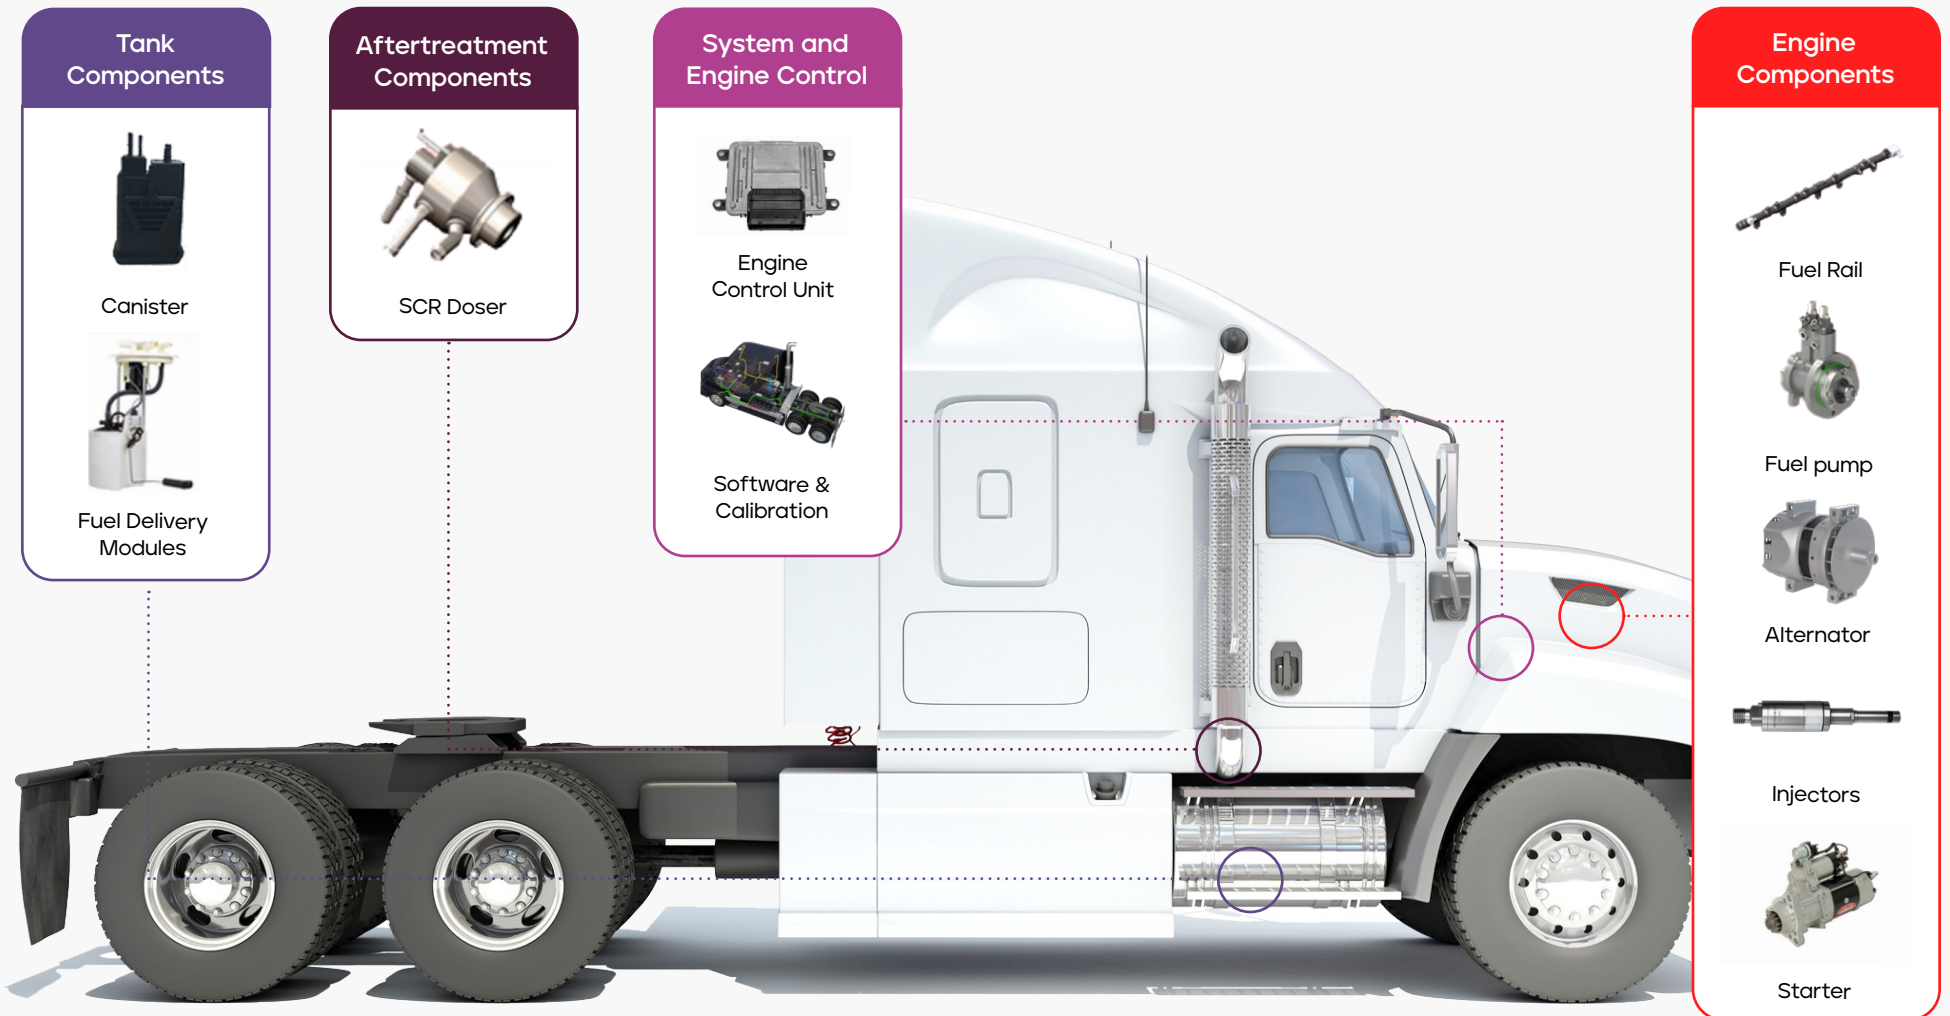 Tank
Components
Canister
Fuel Delivery
Modules
Aftertreatment
Components
SCR Doser
System and
Engine Control
Engine
Control Unit
Software &
Calibration
Engine
Components
Fuel Rail
Fuel pump
Alternator
Injectors
Starter